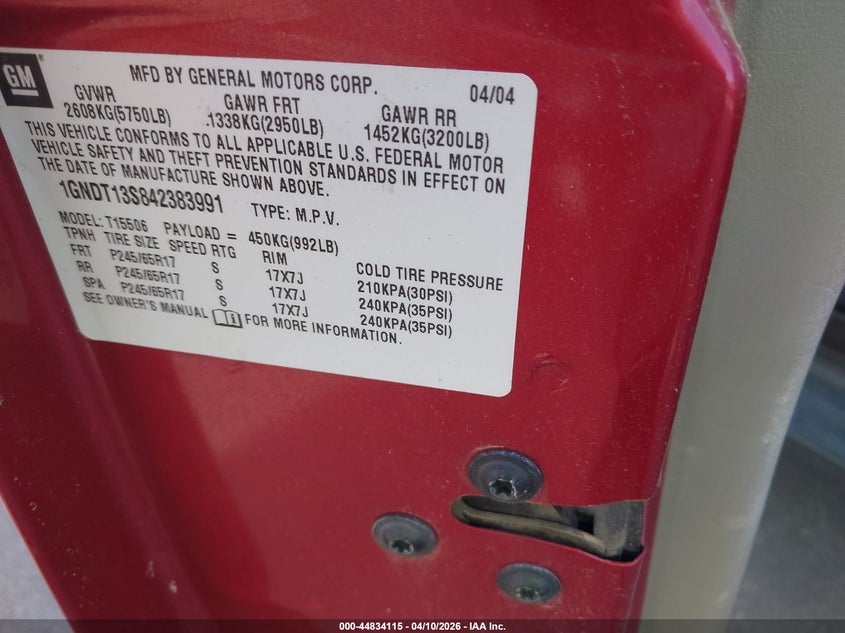 GM
MFD BY GENERAL MOTORS CORP. 04/04
GVWR GAWR FRT GAWR RR
2608KG(5750LB) 1338KG(2950LB) 1452KG(3200LB)
THIS VEHICLE CONFORMS TO ALL APPLICABLE U.S. FEDERAL MOTOR
VEHICLE SAFETY AND THEFT PREVENTION STANDARDS IN EFFECT ON
THE DATE OF MANUFACTURE SHOWN ABOVE.
1GNDT13S842383991 TYPE: M.P.V.
MODEL: T15506 PAYLOAD = 450KG(992LB)
TPNH TIRE SIZE SPEED RTG RIM COLD TIRE PRESSURE
FRT P245/65R17 S 17X7J 210KPA(30PSI)
RR P245/65R17 S 17X7J 240KPA(35PSI)
SPA P245/65R17 S 17X7J 240KPA(35PSI)
SEE OWNER'S MANUAL FOR MORE INFORMATION.
000-44834115 - 04/10/2026 - IAA Inc.